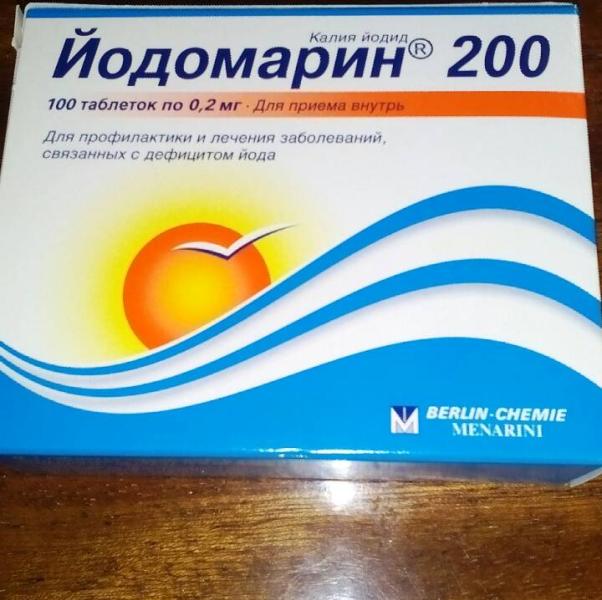 Калия йодид
Йодомарин® 200
100 таблеток по 0,2 мг · Для приема внутрь
Для профилактики и лечения заболеваний,
связанных с дефицитом йода
BERLIN-CHEMIE
MENARINI